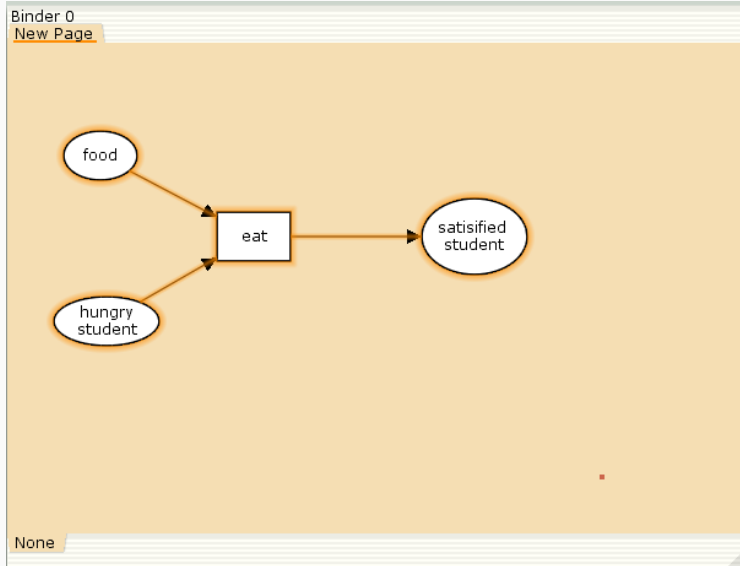 Binder 0
New Page
food
eat
satisified
student
hungry
student
None